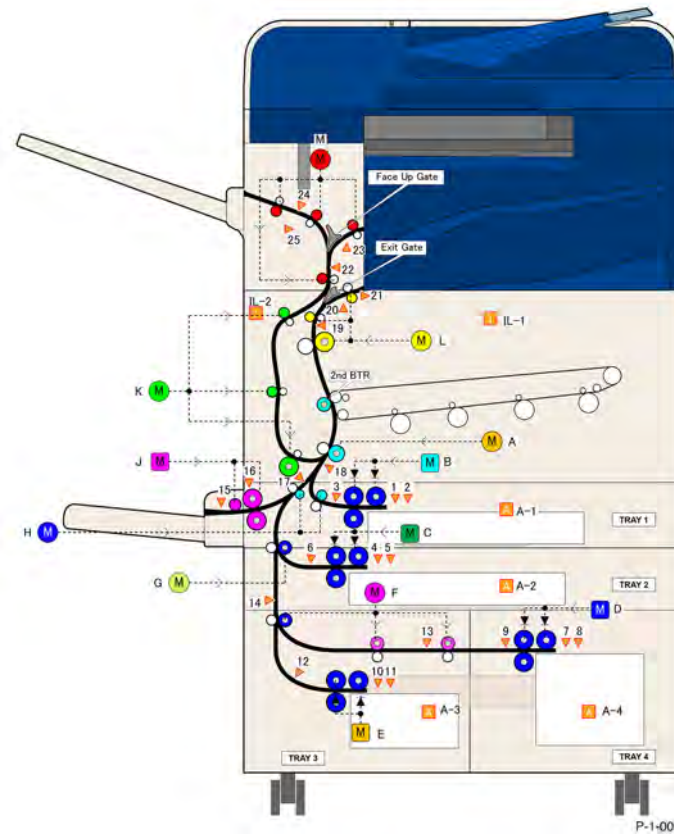 M
M
24
Face Up Gate
25
23
22
Exit Gate
IL-2
21
20
19
A IL-1
M L
2nd BTR
K M
M A
J M
16
18
M B
15
17
3
1 2
A A-1
H M
M C
TRAY 1
6
4 5
G M
M F
A A-2
TRAY 2
14
M D
13
9
7 8
12
10 11
A A-3
A A-4
M E
TRAY 3
TRAY 4
P-1-00